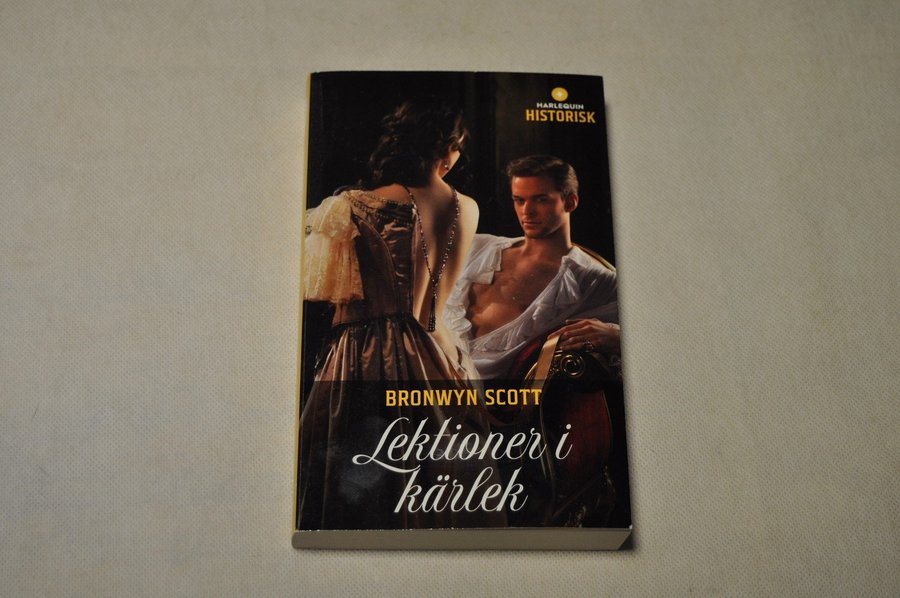 HARLEQUIN
HISTORISK
BRONWYN SCOTT
Lektioner i
kärlek